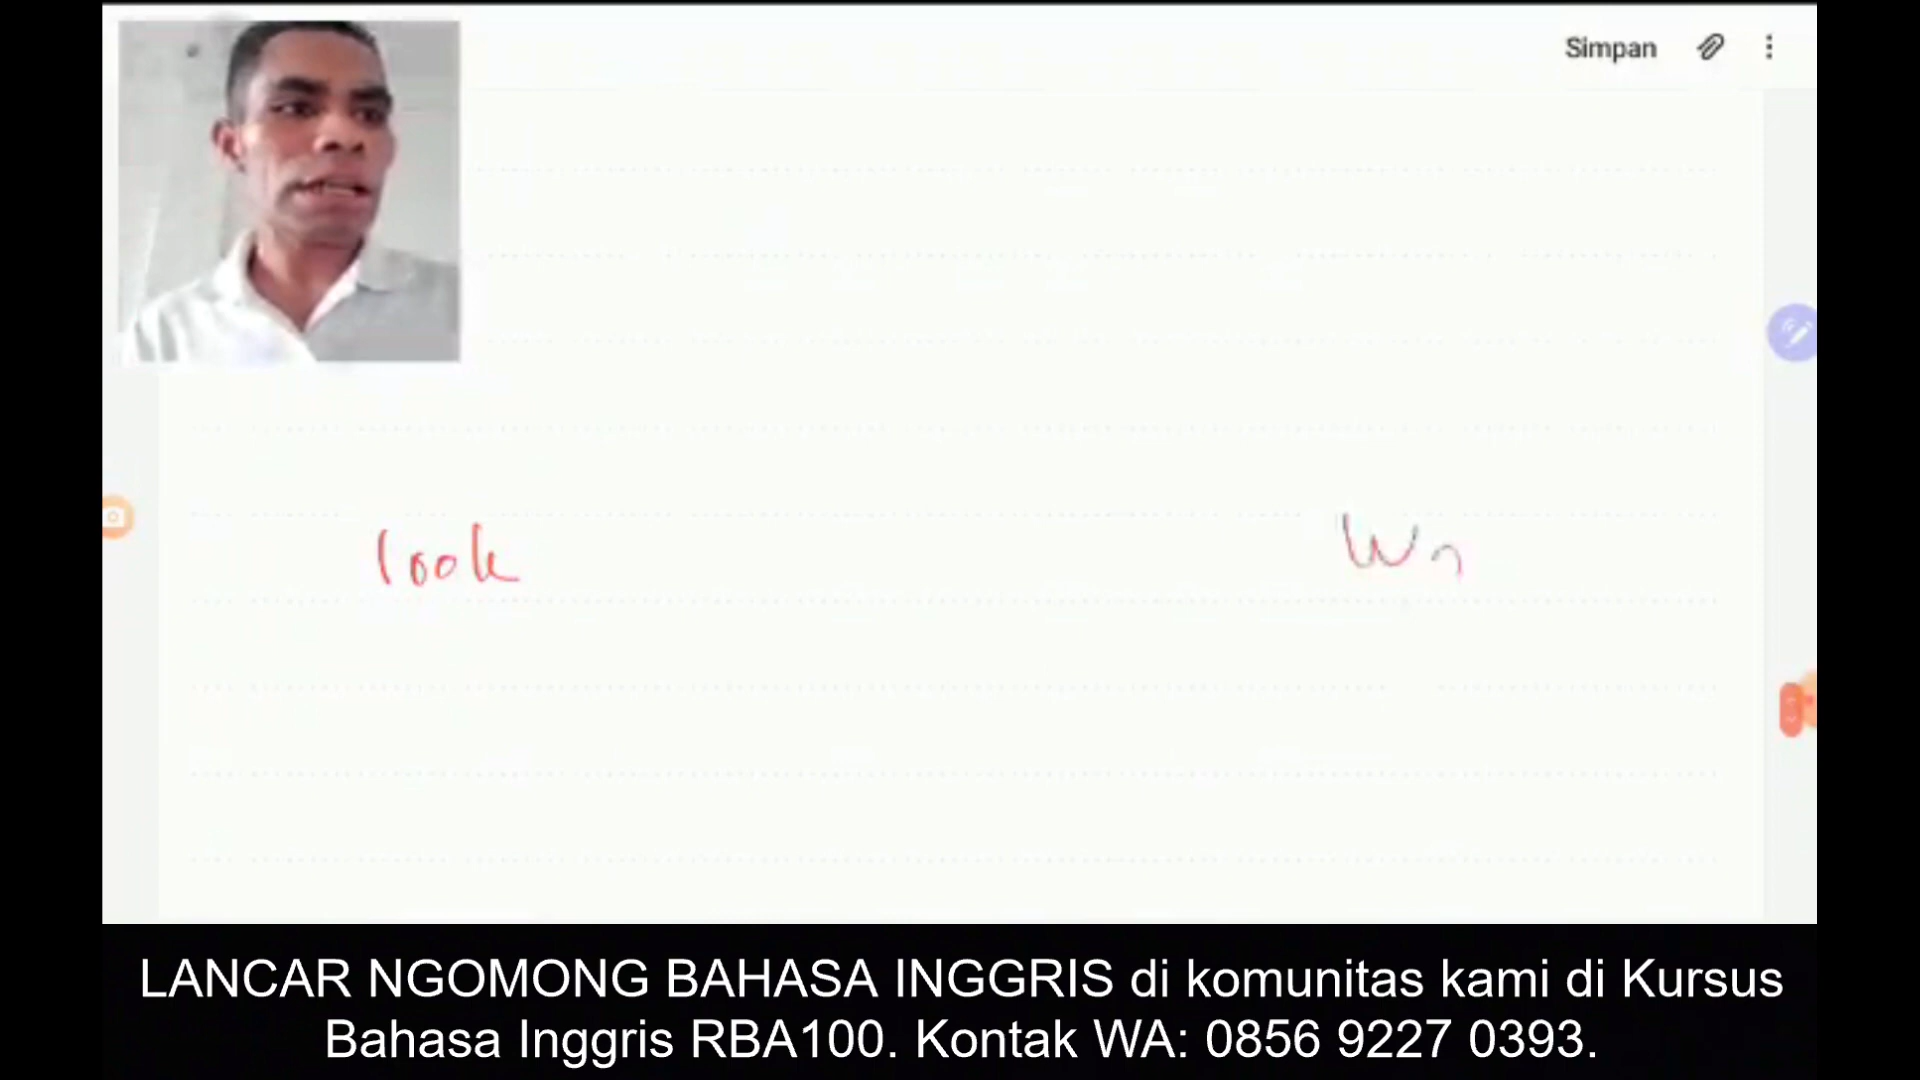 Simpan
look
LANCAR NGOMONG BAHASA INGGRIS di komunitas kami di Kursus
Bahasa Inggris RBA100. Kontak WA: 0856 9227 0393.